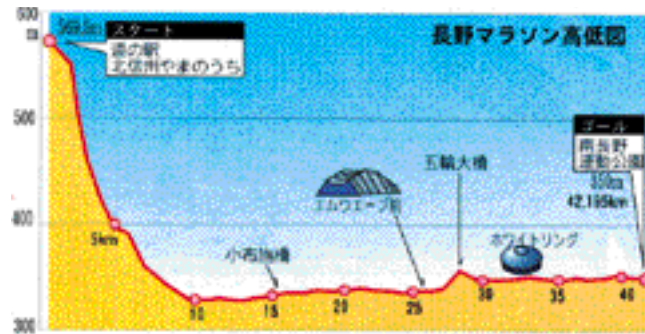 長野マラソン高低図
600
m
スタート
道の駅
北信州やまのうち
500
400
300
5km
10
小布施橋
15
20
エムウェーブ前
25
五輪大橋
30
ホワイトリング
35
40
ゴール
南長野
運動公園
350m
42.195km